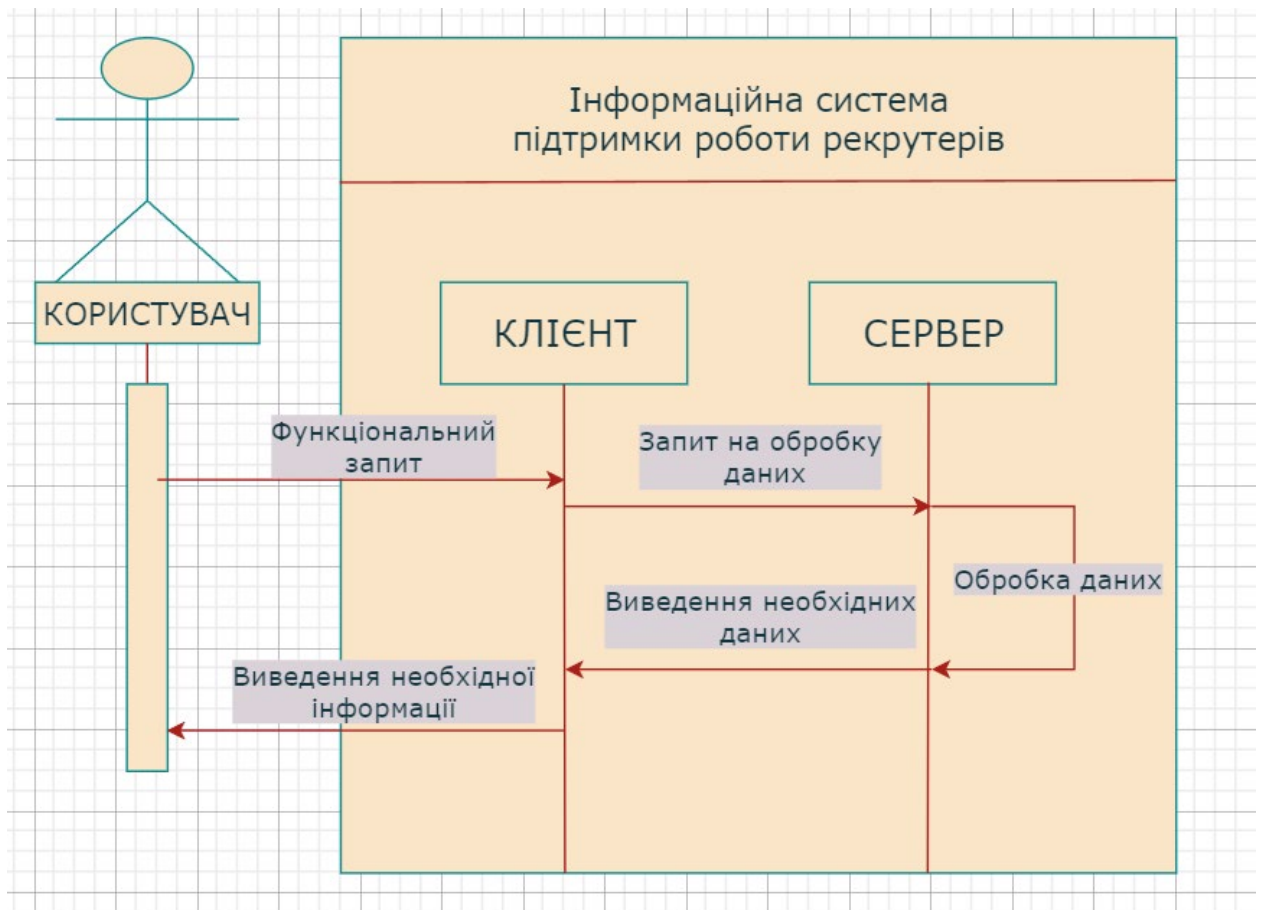 Інформаційна система
підтримки роботи рекрутерів
КОРИСТУВАЧ
КЛІЄНТ
СЕРВЕР
Функціональний
запит
Запит на обробку
даних
Обробка даних
Виведення необхідних
даних
Виведення необхідної
інформації